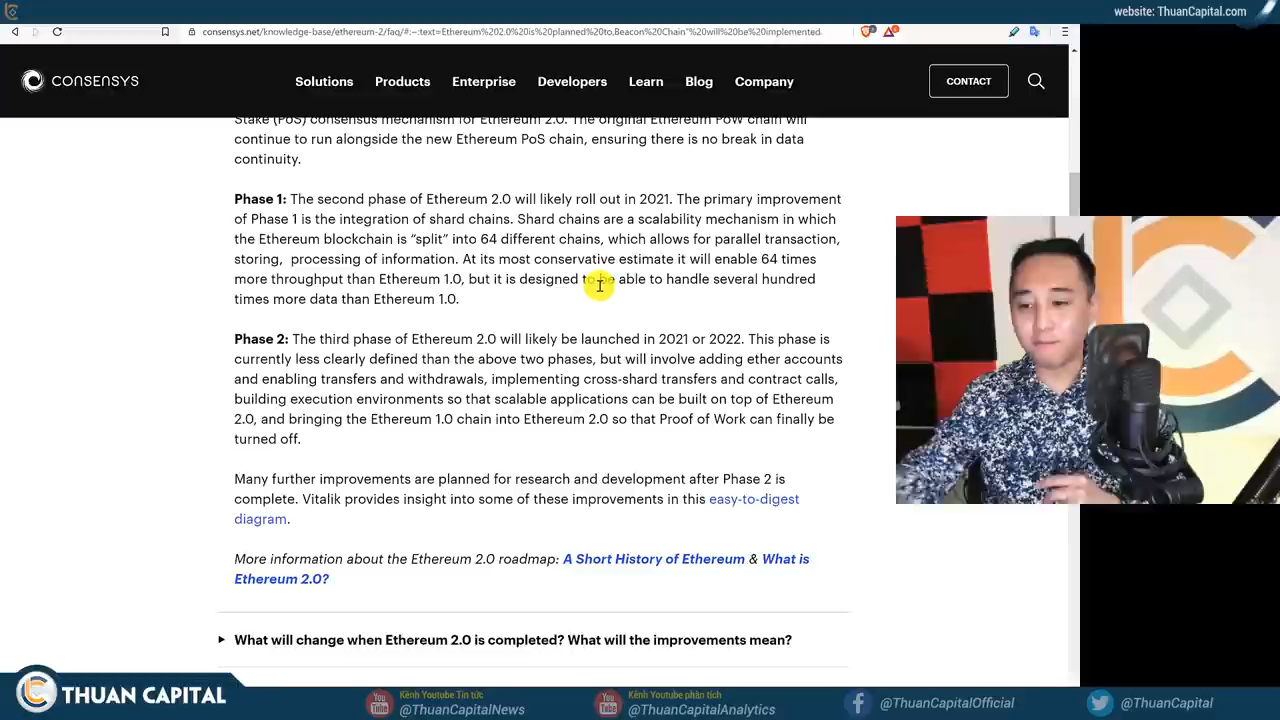 website: ThuanCapital.com
consensys.net/knowledge-base/ethereum-2/faq/#:~:text=Ethereum%202.0%20is%20planned%20to,Beacon%20Chain"%20will%20be%20implemented.
CONSENSYS
Solutions Products Enterprise Developers Learn Blog Company CONTACT
Stake (PoS) consensus mechanism for Ethereum 2.0. The original Ethereum PoW chain will
continue to run alongside the new Ethereum PoS chain, ensuring there is no break in data
continuity.
Phase 1: The second phase of Ethereum 2.0 will likely roll out in 2021. The primary improvement
of Phase 1 is the integration of shard chains. Shard chains are a scalability mechanism in which
the Ethereum blockchain is “split” into 64 different chains, which allows for parallel transaction,
storing, processing of information. At its most conservative estimate it will enable 64 times
more throughput than Ethereum 1.0, but it is designed to be able to handle several hundred
times more data than Ethereum 1.0.
Phase 2: The third phase of Ethereum 2.0 will likely be launched in 2021 or 2022. This phase is
currently less clearly defined than the above two phases, but will involve adding ether accounts
and enabling transfers and withdrawals, implementing cross-shard transfers and contract calls,
building execution environments so that scalable applications can be built on top of Ethereum
2.0, and bringing the Ethereum 1.0 chain into Ethereum 2.0 so that Proof of Work can finally be
turned off.
Many further improvements are planned for research and development after Phase 2 is
complete. Vitalik provides insight into some of these improvements in this easy-to-digest
diagram.
More information about the Ethereum 2.0 roadmap: A Short History of Ethereum & What is
Ethereum 2.0?
What will change when Ethereum 2.0 is completed? What will the improvements mean?
THUAN CAPITAL
You Tube
Kênh Youtube Tin tức
@ThuanCapitalNews
You Tube
Kênh Youtube phân tích
@ThuanCapitalAnalytics
@ThuanCapitalOfficial
@ThuanCapital